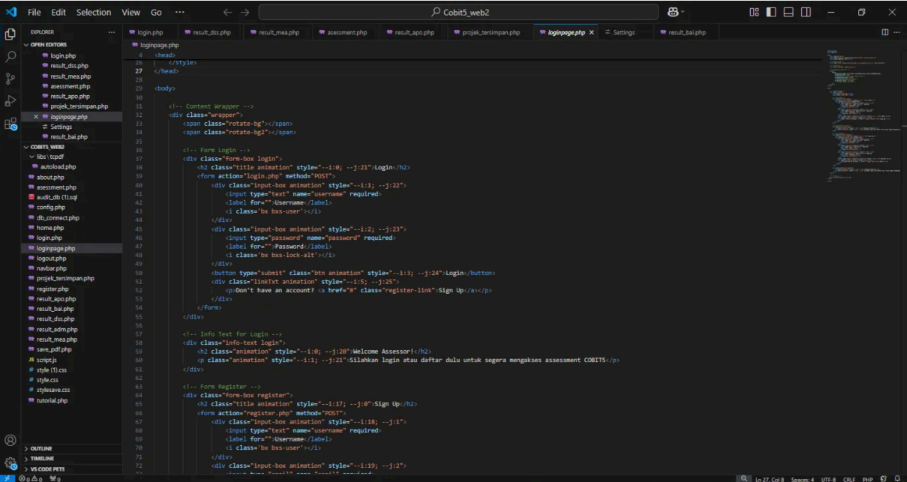 File Edit Selection View Go ···
Cobit5_web2
EXPLORER
OPEN EDITORS
login.php
result_dss.php
result_mea.php
asessment.php
result_apo.php
projek_tersimpan.php
loginpage.php
Settings
result_bai.php
COBIT5_WEB2
libs \ tcpdf
autoload.php
about.php
asessment.php
audit_db (1).sql
config.php
db_connect.php
home.php
login.php
loginpage.php
logout.php
navbar.php
projek_tersimpan.php
register.php
result_apo.php
result_bai.php
result_dss.php
result_adm.php
result_mea.php
save_pdf.php
script.js
style (1).css
style.css
stylesave.css
tutorial.php
OUTLINE
TIMELINE
VS CODE PETS
login.php result_dss.php result_mea.php asessment.php result_apo.php projek_tersimpan.php loginpage.php Settings result_bai.php
loginpage.php
<head>
26 </style>
27 </head>
28
29 <body>
30
31 <!-- Content Wrapper -->
32 <div class="wrapper">
33 <span class="rotate-bg"></span>
34 <span class="rotate-bg2"></span>
35
36 <!-- Form Login -->
37 <div class="form-box login">
38 <h2 class="title animation" style="--i:0; --j:21">Login</h2>
39 <form action="login.php" method="POST">
40 <div class="input-box animation" style="--i:1; --j:22">
41 <input type="text" name="username" required>
42 <label for="">Username</label>
43 <i class='bx bxs-user'></i>
44 </div>
45 <div class="input-box animation" style="--i:2; --j:23">
46 <input type="password" name="password" required>
47 <label for="">Password</label>
48 <i class='bx bxs-lock-alt'></i>
49 </div>
50 <button type="submit" class="btn animation" style="--i:3; --j:24">Login</button>
51 <div class="linkTxt animation" style="--i:5; --j:25">
52 <p>Don't have an account? <a href="#" class="register-link">Sign Up</a></p>
53 </div>
54 </form>
55 </div>
56
57 <!-- Info Text for Login -->
58 <div class="info-text login">
59 <h2 class="animation" style="--i:0; --j:20">Welcome Assessor!</h2>
60 <p class="animation" style="--i:1; --j:21">Silahkan login atau daftar dulu untuk segera mengakses assessment COBIT5</p>
61 </div>
62
63 <!-- Form Register -->
64 <div class="form-box register">
65 <h2 class="title animation" style="--i:17; --j:0">Sign Up</h2>
66 <form action="register.php" method="POST">
67 <div class="input-box animation" style="--i:18; --j:1">
68 <input type="text" name="username" required>
69 <label for="">Username</label>
70 <i class='bx bxs-user'></i>
71 </div>
72 <div class="input-box animation" style="--i:19; --j:2">
0 0 0
Ln 27, Col 8 Spaces: 4 UTF-8 CRLF PHP